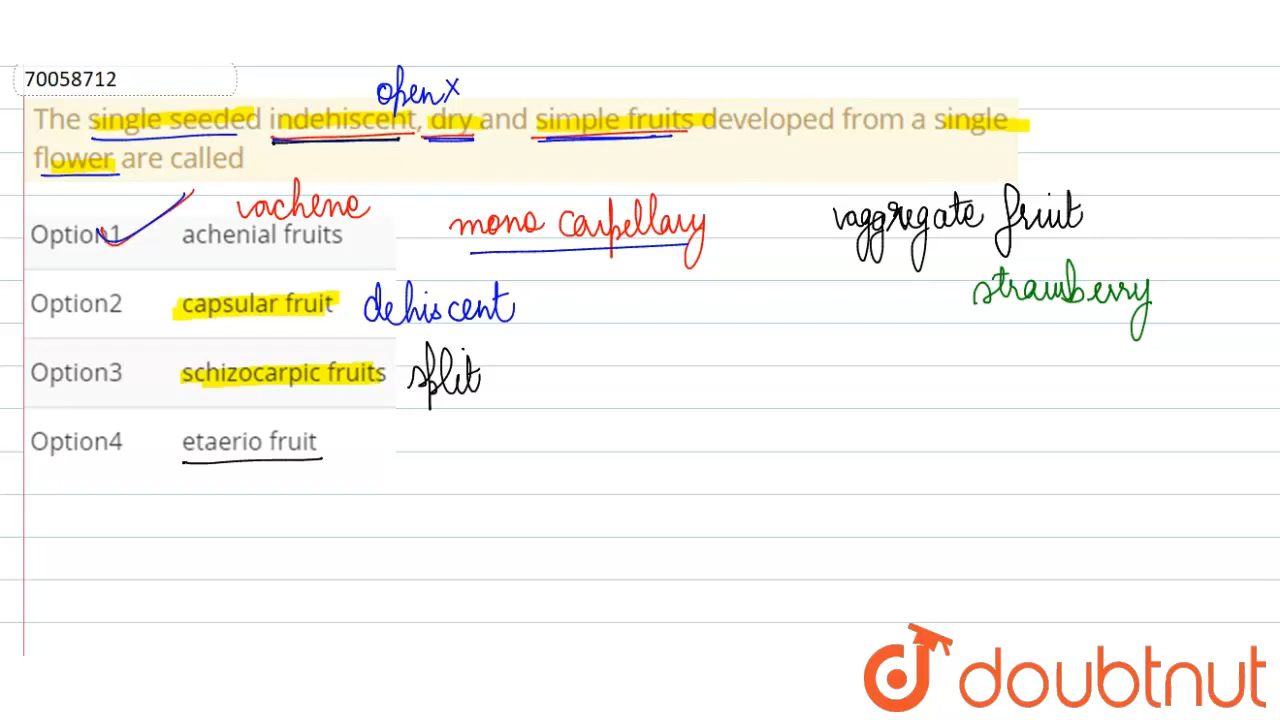 70058712
open x
The single seeded indehiscent, dry and simple fruits developed from a single
flower are called
achene
Option1 achenial fruits
mono carpellary
aggregate fruit
strawberry
Option2 capsular fruit
dehiscent
Option3 schizocarpic fruits
split
Option4 etaerio fruit
doubtnut